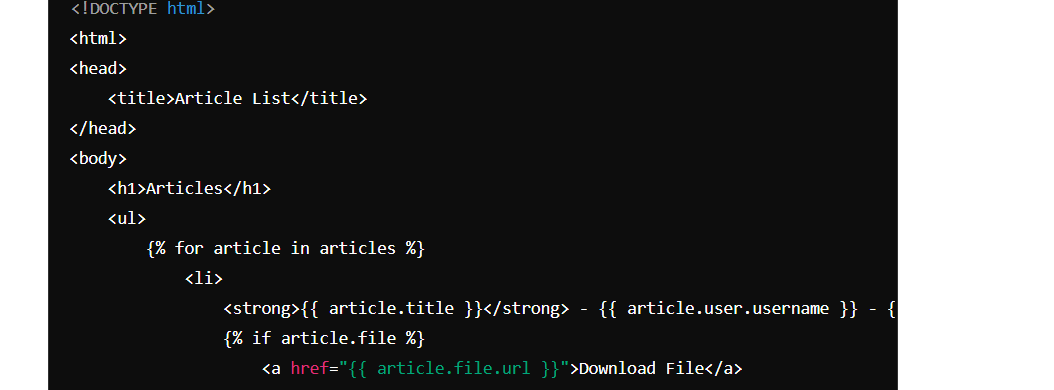 <!DOCTYPE html>
<html>
<head>
    <title>Article List</title>
</head>
<body>
    <h1>Articles</h1>
    <ul>
        {% for article in articles %}
            <li>
                <strong>{{ article.title }}</strong> - {{ article.user.username }} - {
                {% if article.file %}
                    <a href="{{ article.file.url }}">Download File</a>